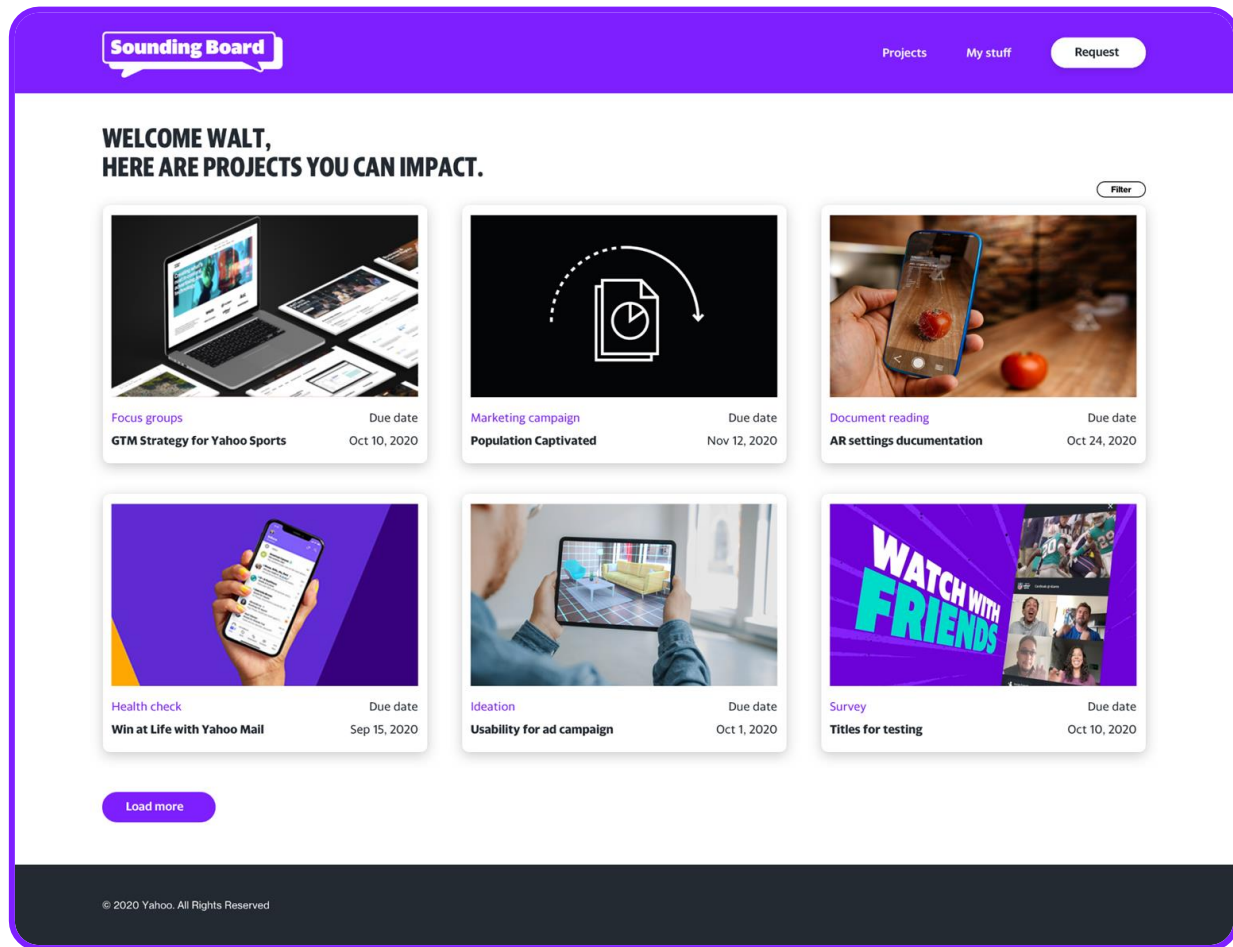 Sounding Board
Projects
My stuff
Request
WELCOME WALT,
HERE ARE PROJECTS YOU CAN IMPACT.
Filter
Focus groups
Due date
GTM Strategy for Yahoo Sports
Oct 10, 2020
Marketing campaign
Due date
Population Captivated
Nov 12, 2020
Document reading
Due date
AR settings ducumentation
Oct 24, 2020
WATCH WITH
FRIENDS
Health check
Due date
Win at Life with Yahoo Mail
Sep 15, 2020
Ideation
Due date
Usability for ad campaign
Oct 1, 2020
Survey
Due date
Titles for testing
Oct 10, 2020
Load more
© 2020 Yahoo. All Rights Reserved